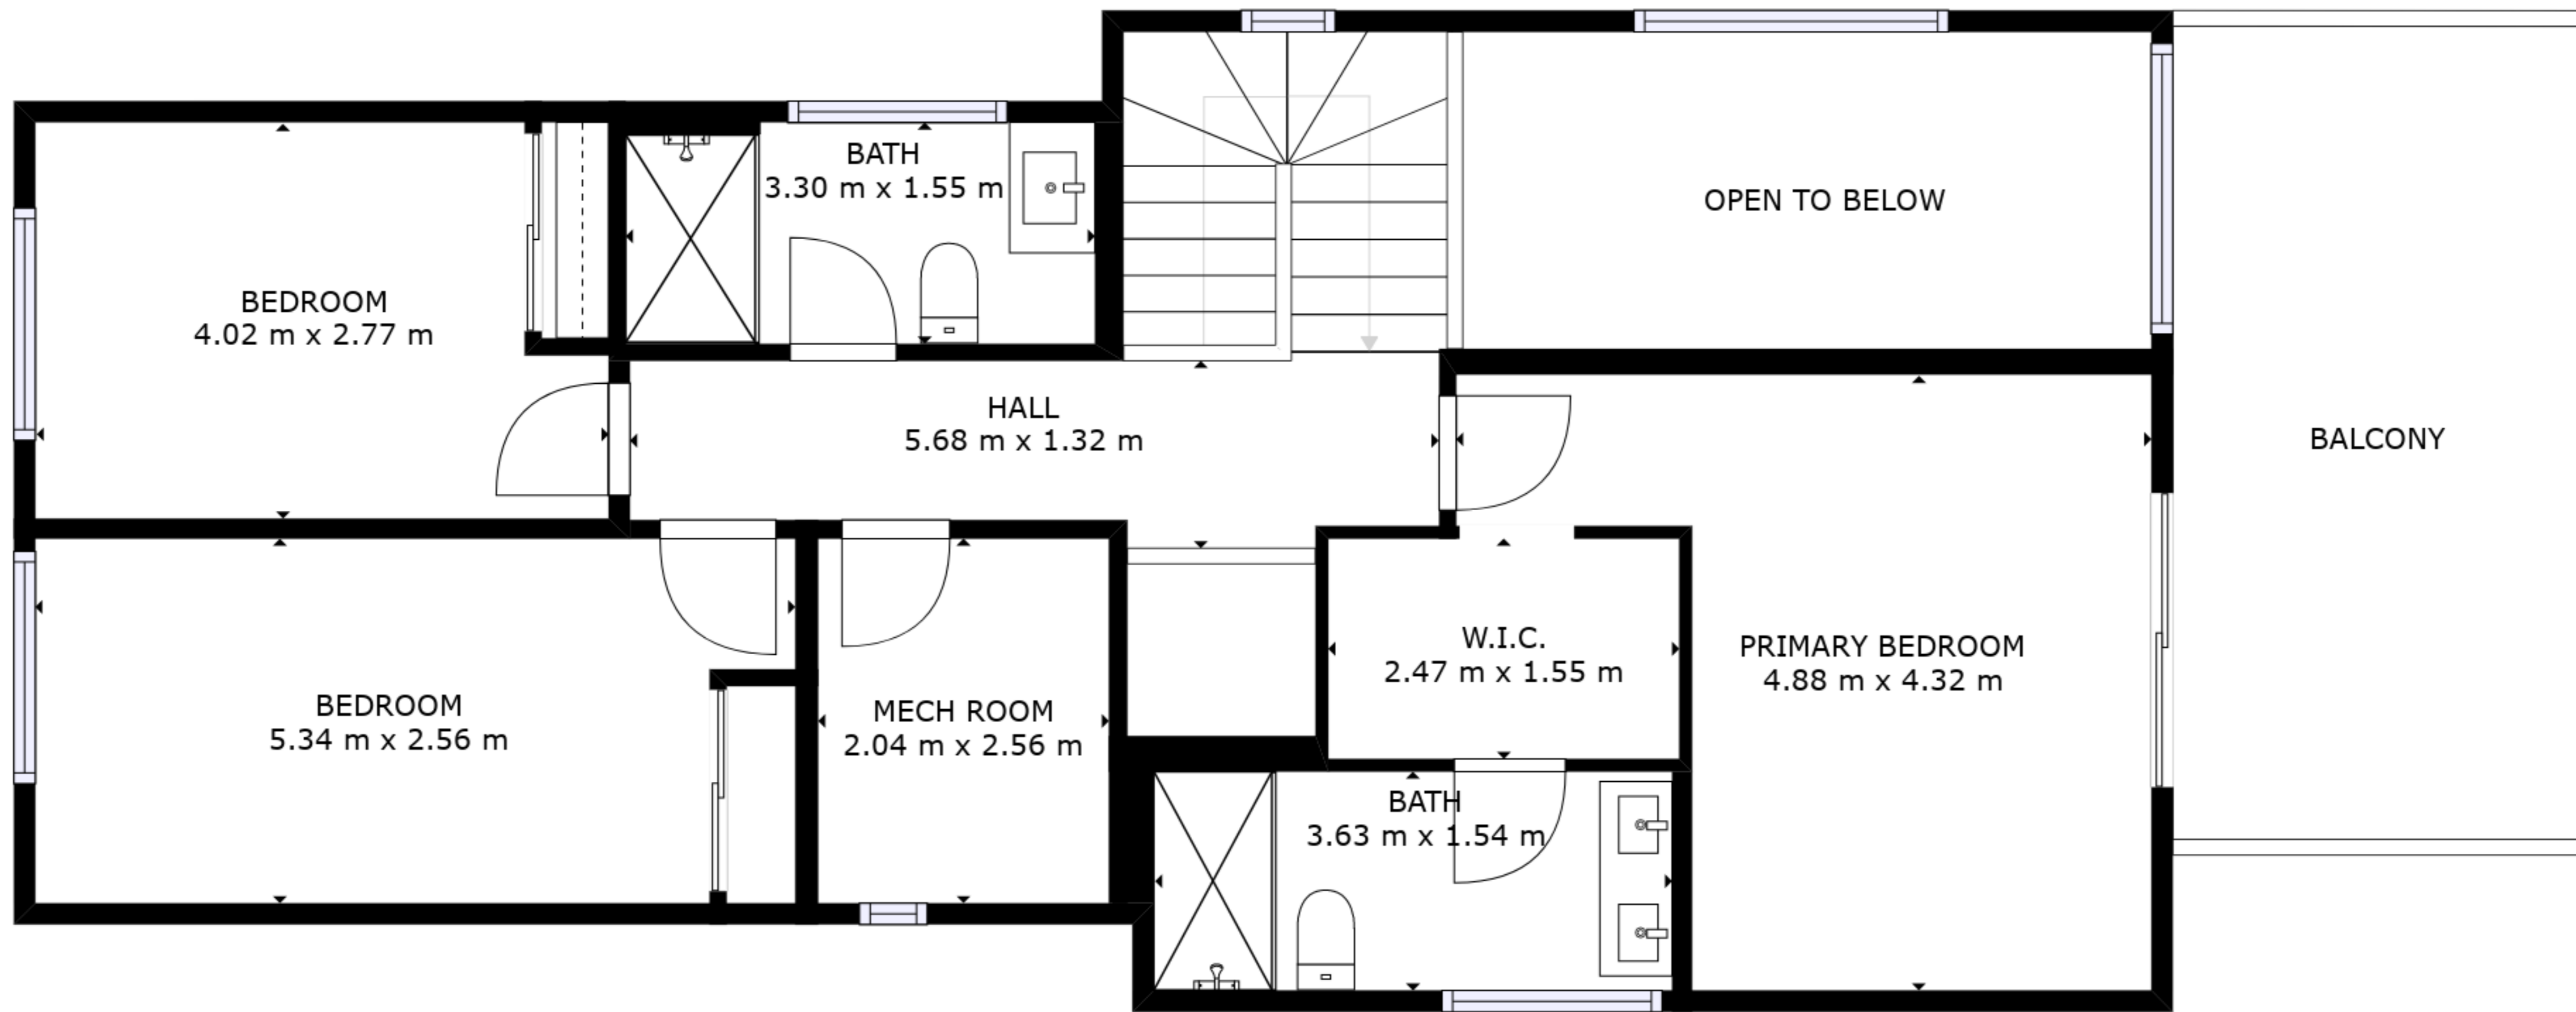 BATH
3.30 m x 1.55 m
OPEN TO BELOW
BEDROOM
4.02 m x 2.77 m
HALL
5.68 m x 1.32 m
BALCONY
W.I.C.
2.47 m x 1.55 m
PRIMARY BEDROOM
4.88 m x 4.32 m
BEDROOM
5.34 m x 2.56 m
MECH ROOM
2.04 m x 2.56 m
BATH
3.63 m x 1.54 m